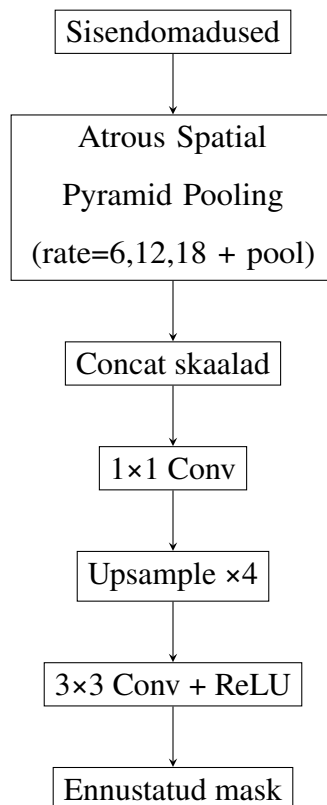 Sisendomadused
Atrous Spatial
Pyramid Pooling
(rate=6,12,18 + pool)
Concat skaalad
1×1 Conv
Upsample ×4
3×3 Conv + ReLU
Ennustatud mask